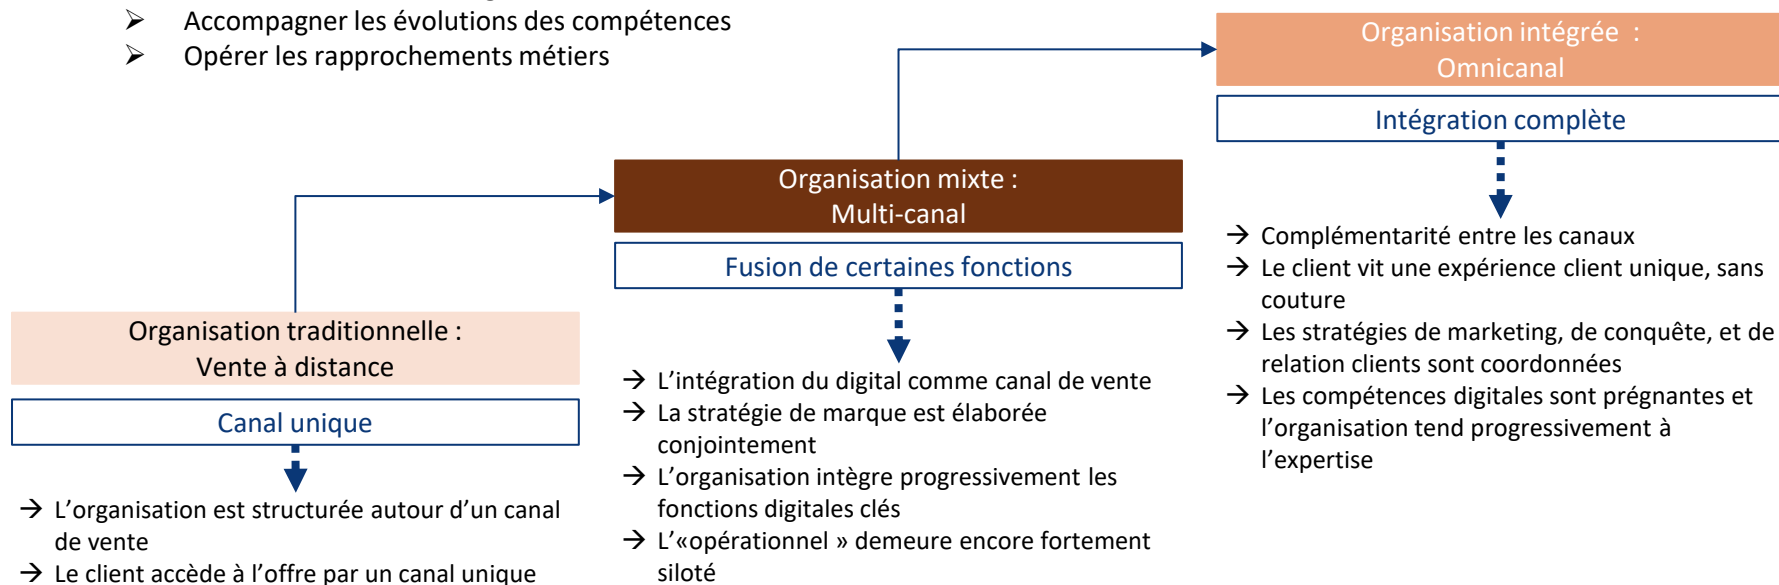 ➢ Accompagner les évolutions des compétences
➢ Opérer les rapprochements métiers
Organisation intégrée :
Omnicanal
Intégration complète
→ Complémentarité entre les canaux
→ Le client vit une expérience client unique, sans
couture
→ Les stratégies de marketing, de conquête, et de
relation clients sont coordonnées
→ Les compétences digitales sont prégnantes et
l’organisation tend progressivement à
l’expertise
Organisation mixte :
Multi-canal
Fusion de certaines fonctions
→ L’intégration du digital comme canal de vente
→ La stratégie de marque est élaborée
conjointement
→ L’organisation intègre progressivement les
fonctions digitales clés
→ L’«opérationnel » demeure encore fortement
siloté
Organisation traditionnelle :
Vente à distance
Canal unique
→ L’organisation est structurée autour d’un canal
de vente
→ Le client accède à l’offre par un canal unique